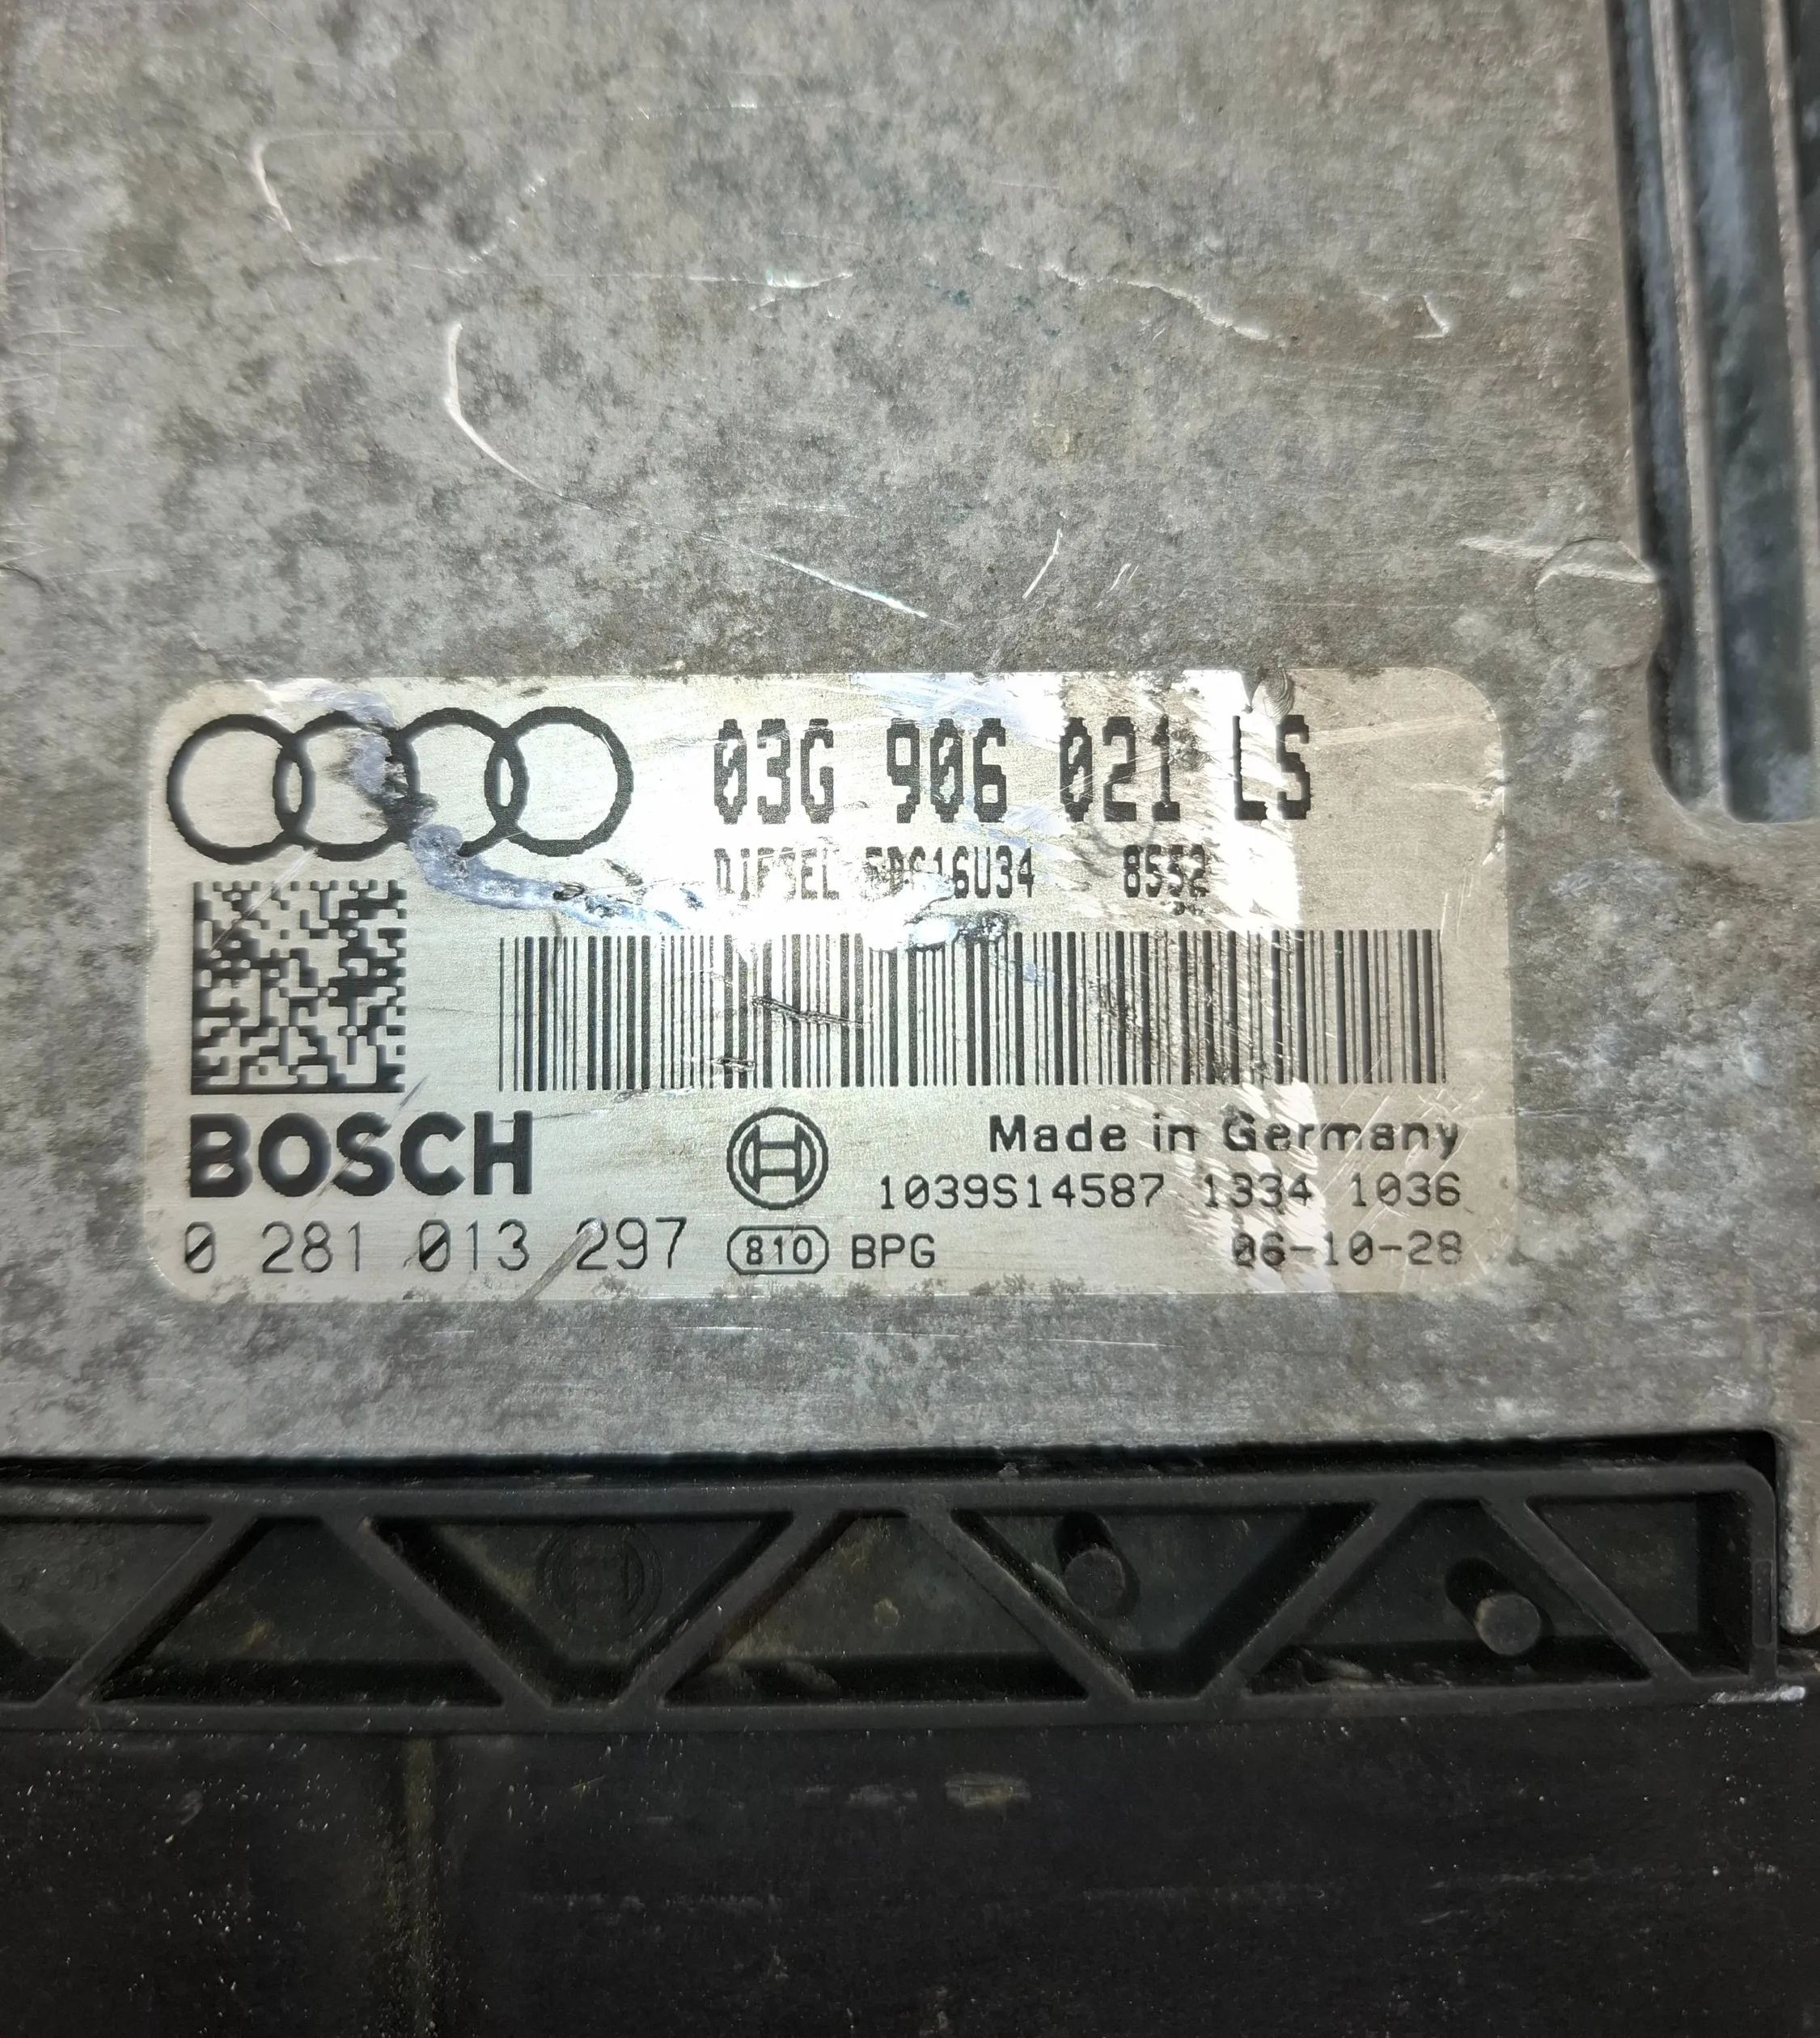 03G 906 021 LS
DIESEL EDC16U34 8552
BOSCH
Made in Germany
1039S14587 1334 1036
0 281 013 297 810 BPG 06-10-28